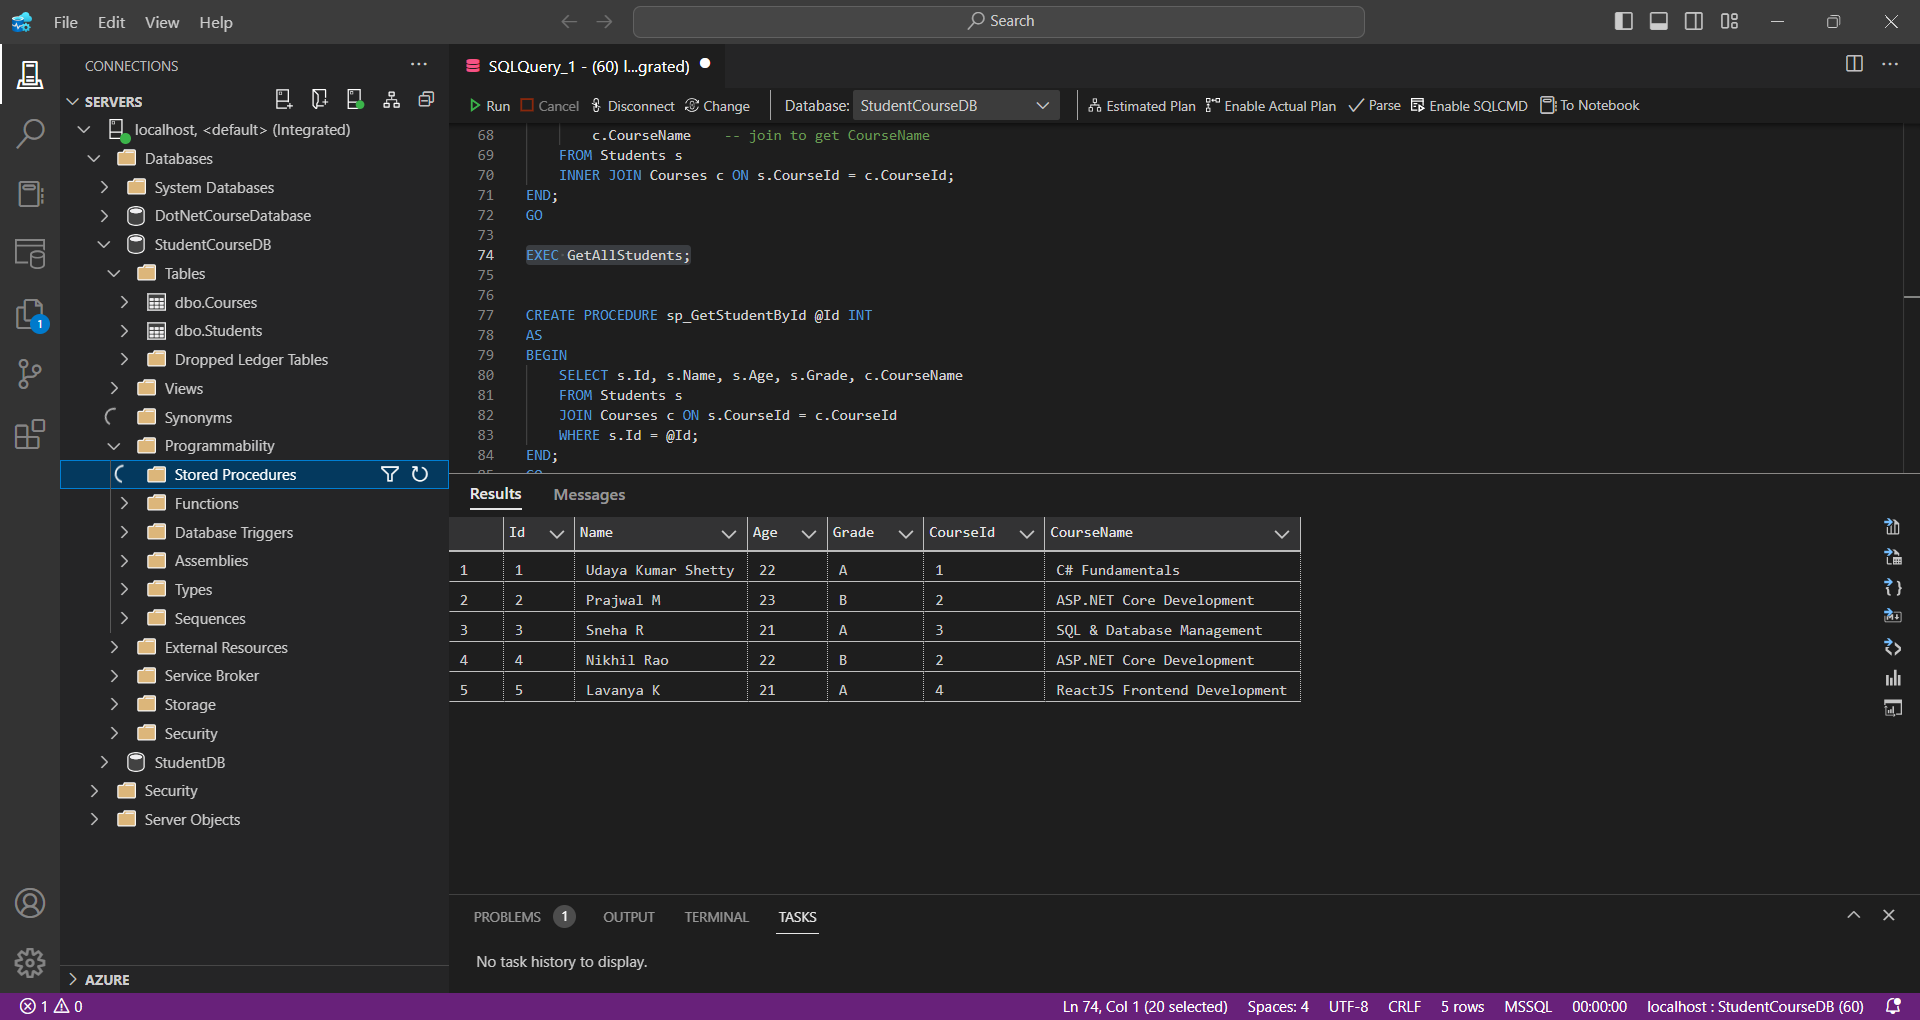 File Edit View Help
Search
CONNECTIONS
SERVERS
localhost, <default> (Integrated)
Databases
System Databases
DotNetCourseDatabase
StudentCourseDB
Tables
dbo.Courses
dbo.Students
Dropped Ledger Tables
Views
Synonyms
Programmability
Stored Procedures
Functions
Database Triggers
Assemblies
Types
Sequences
External Resources
Service Broker
Storage
Security
StudentDB
Security
Server Objects
AZURE
1
SQLQuery_1 - (60) l...grated)
Run Cancel Disconnect Change Database: StudentCourseDB Estimated Plan Enable Actual Plan Parse Enable SQLCMD To Notebook
68 c.CourseName -- join to get CourseName
69 FROM Students s
70 INNER JOIN Courses c ON s.CourseId = c.CourseId;
71 END;
72 GO
73
74 EXEC GetAllStudents;
75
76
77 CREATE PROCEDURE sp_GetStudentById @Id INT
78 AS
79 BEGIN
80 SELECT s.Id, s.Name, s.Age, s.Grade, c.CourseName
81 FROM Students s
82 JOIN Courses c ON s.CourseId = c.CourseId
83 WHERE s.Id = @Id;
84 END;
85 GO
Results Messages
Id Name Age Grade CourseId CourseName
1 1 Udaya Kumar Shetty 22 A 1 C# Fundamentals
2 2 Prajwal M 23 B 2 ASP.NET Core Development
3 3 Sneha R 21 A 3 SQL & Database Management
4 4 Nikhil Rao 22 B 2 ASP.NET Core Development
5 5 Lavanya K 21 A 4 ReactJS Frontend Development
PROBLEMS 1 OUTPUT TERMINAL TASKS
No task history to display.
1 0 Ln 74, Col 1 (20 selected) Spaces: 4 UTF-8 CRLF 5 rows MSSQL 00:00:00 localhost : StudentCourseDB (60)